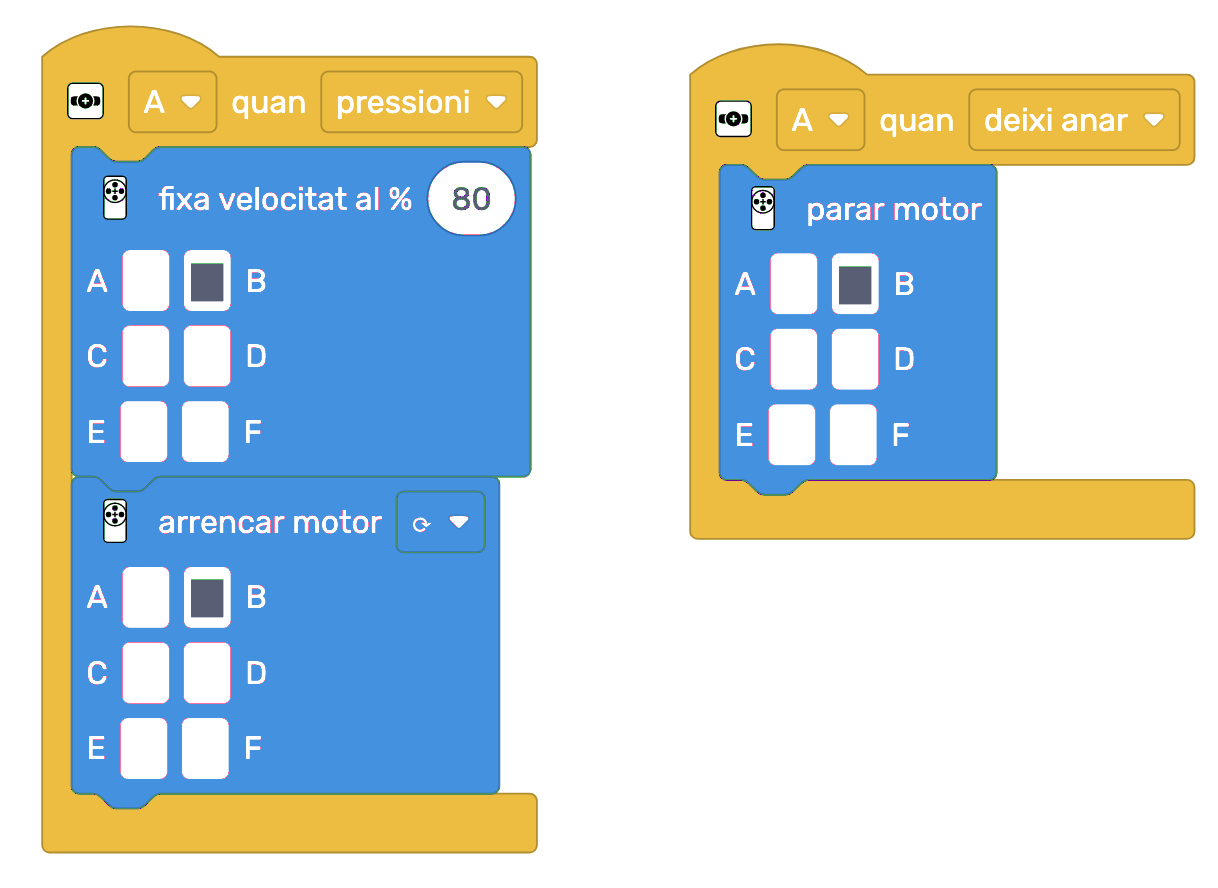 A quan pressioni
fixa velocitat al % 80
A B
C D
E F
arrencar motor
A B
C D
E F
A quan deixi anar
parar motor
A B
C D
E F